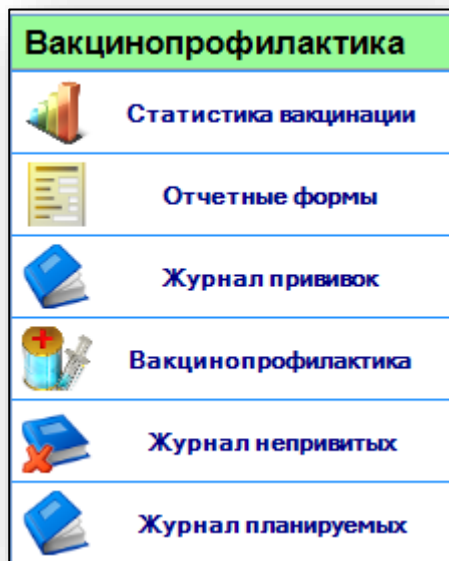 Вакцинопрофилактика
Статистика вакцинации
Отчетные формы
Журнал прививок
Вакцинопрофилактика
Журнал непривитых
Журнал планируемых